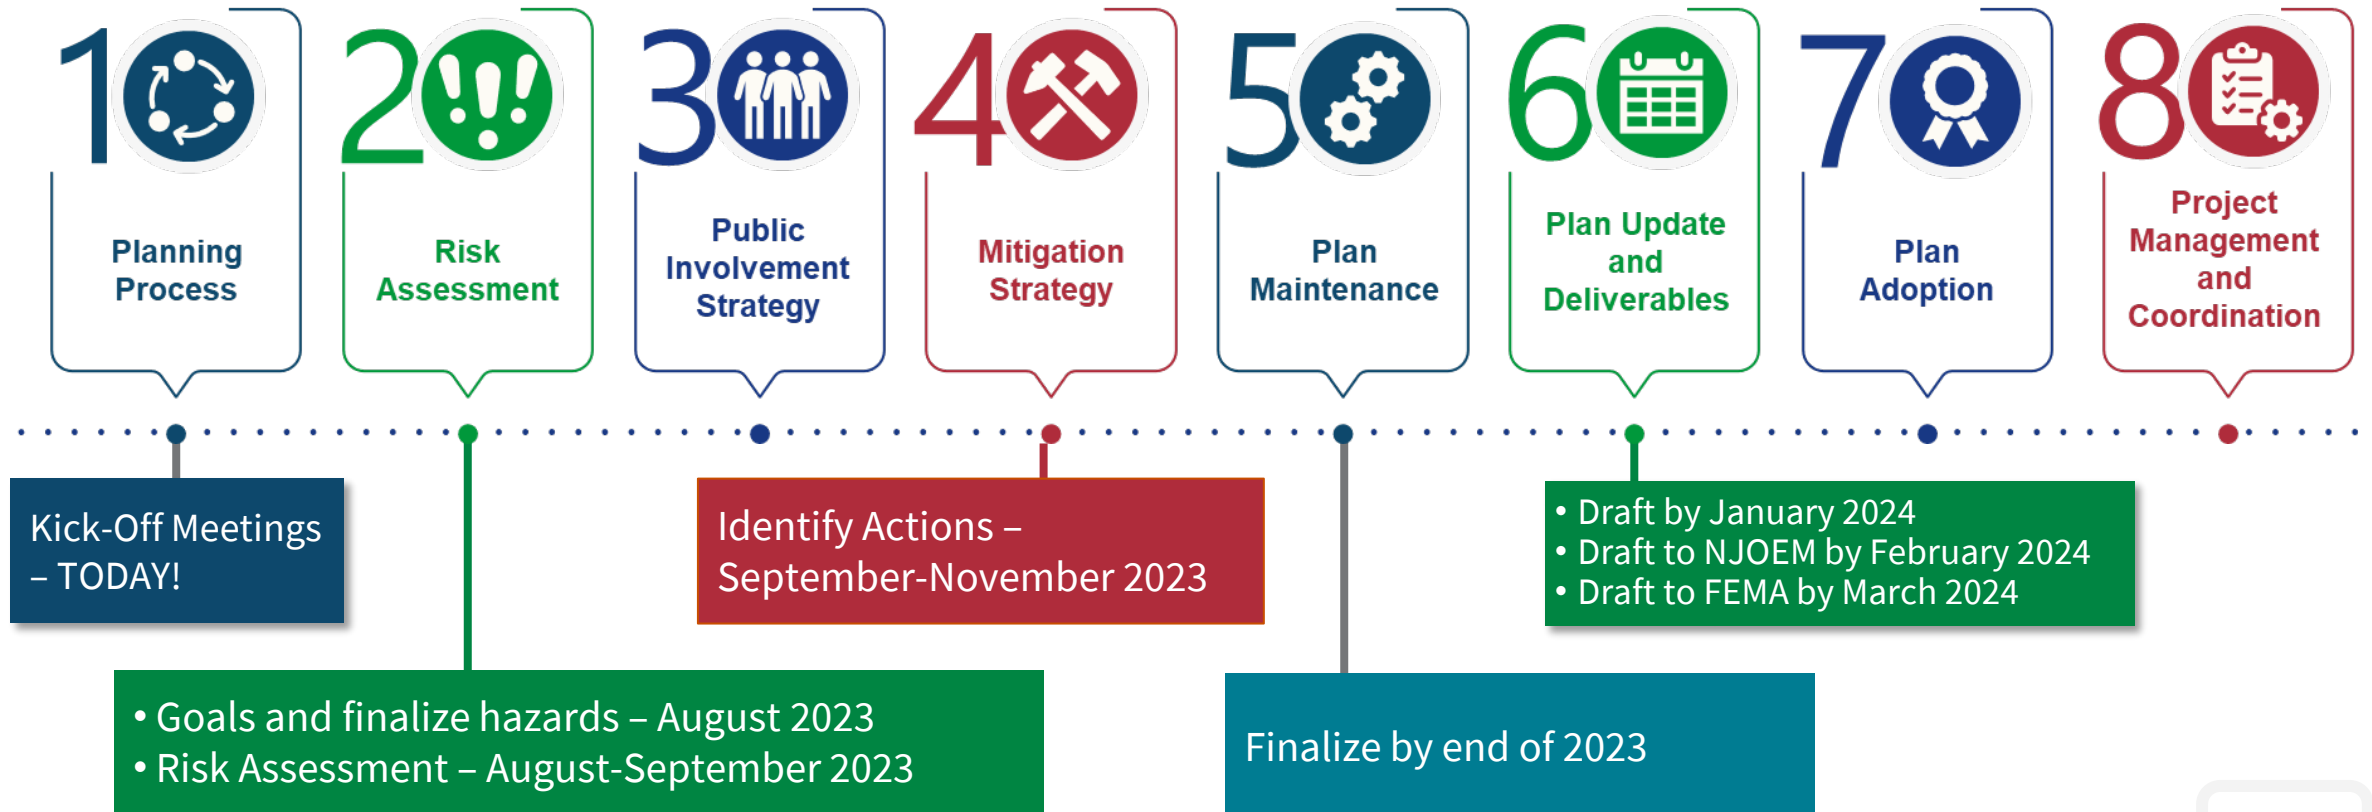 1
Planning
Process
2
Risk
Assessment
3
Public
Involvement
Strategy
4
Mitigation
Strategy
5
Plan
Maintenance
6
Plan Update
and
Deliverables
7
Plan
Adoption
8
Project
Management
and
Coordination
Kick-Off Meetings
– TODAY!
Identify Actions –
September-November 2023
• Draft by January 2024
• Draft to NJOEM by February 2024
• Draft to FEMA by March 2024
• Goals and finalize hazards – August 2023
• Risk Assessment – August-September 2023
Finalize by end of 2023